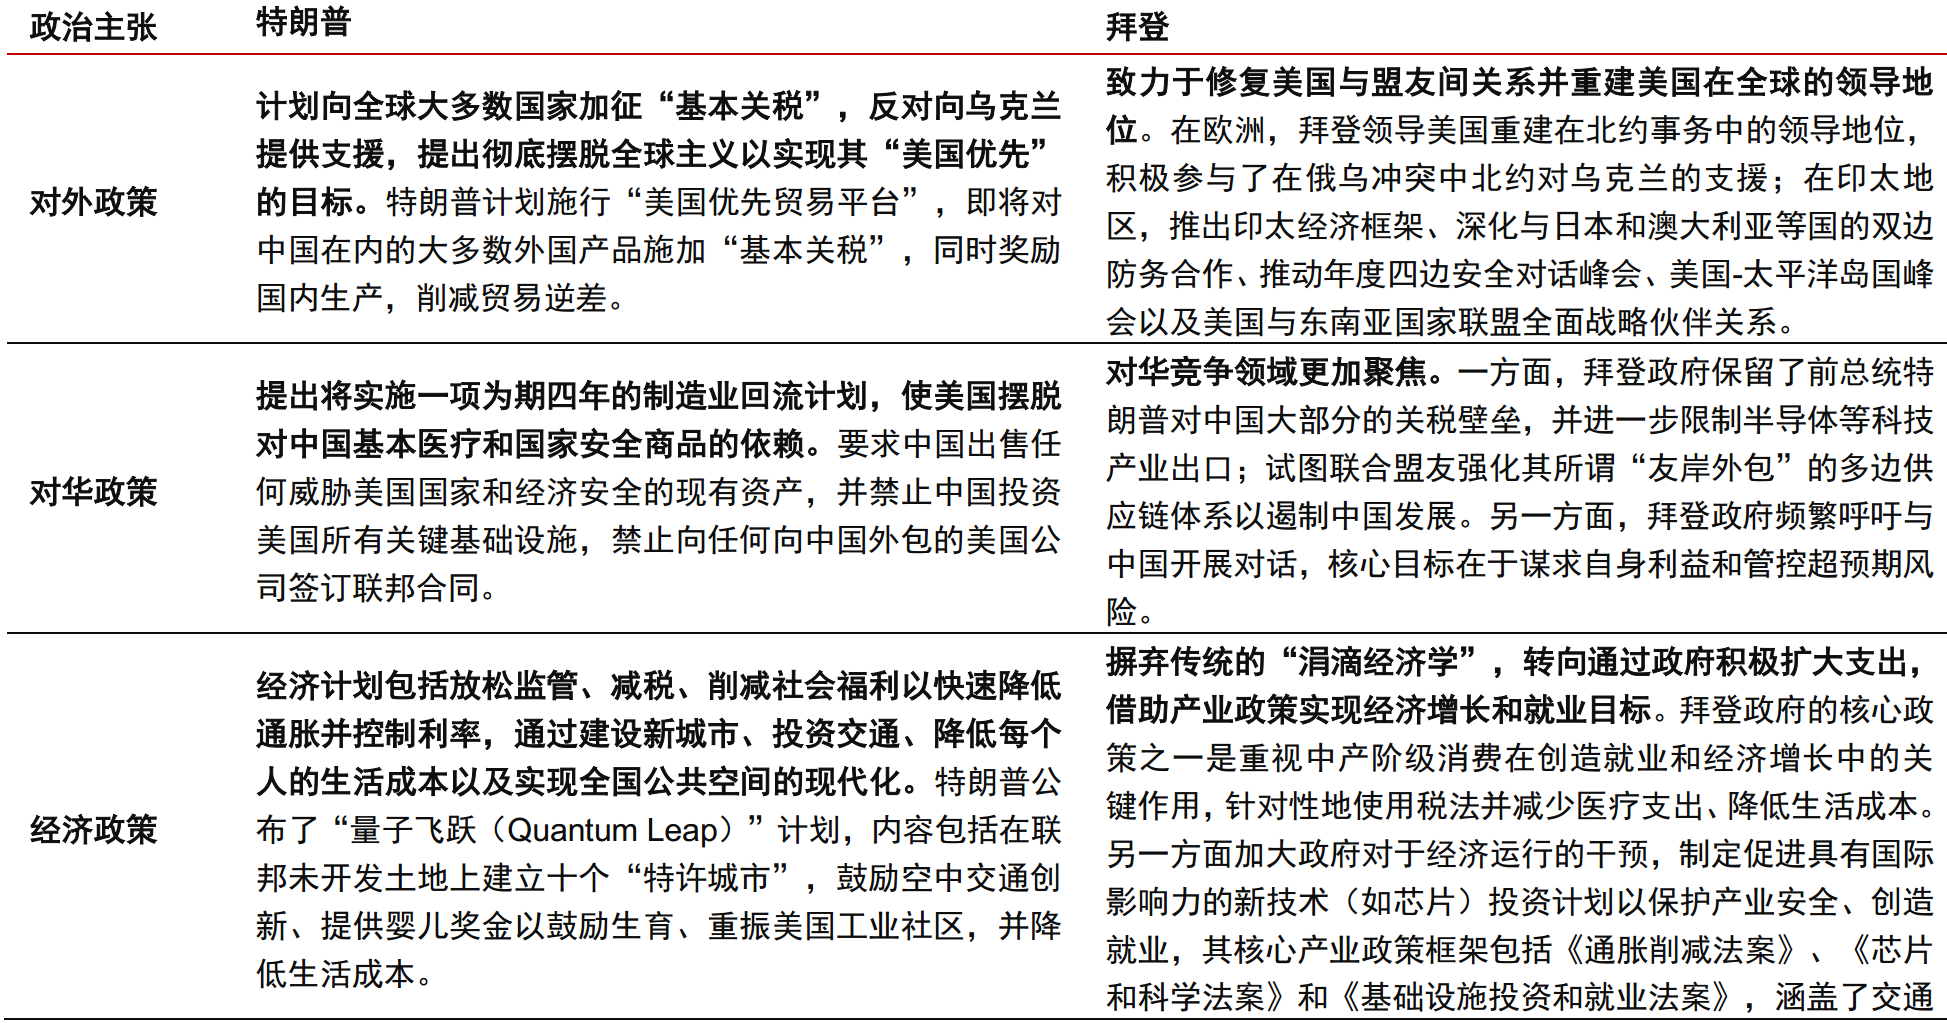 政治主张
特朗普
拜登
对外政策
计划向全球大多数国家加征“基本关税”，反对向乌克兰
提供支援，提出彻底摆脱全球主义以实现其“美国优先”
的目标。特朗普计划施行“美国优先贸易平台”，即将对
中国在内的大多数外国产品施加“基本关税”，同时奖励
国内生产，削减贸易逆差。
致力于修复美国与盟友间关系并重建美国在全球的领导地
位。在欧洲，拜登领导美国重建在北约事务中的领导地位，
积极参与了在俄乌冲突中北约对乌克兰的支援；在印太地
区，推出印太经济框架、深化与日本和澳大利亚等国的双边
防务合作、推动年度四边安全对话峰会、美国-太平洋岛国峰
会以及美国与东南亚国家联盟全面战略伙伴关系。
对华政策
提出将实施一项为期四年的制造业回流计划，使美国摆脱
对中国基本医疗和国家安全商品的依赖。要求中国出售任
何威胁美国国家和经济安全的现有资产，并禁止中国投资
美国所有关键基础设施，禁止向任何向中国外包的美国公
司签订联邦合同。
对华竞争领域更加聚焦。一方面，拜登政府保留了前总统特
朗普对中国大部分的关税壁垒，并进一步限制半导体等科技
产业出口；试图联合盟友强化其所谓“友岸外包”的多边供
应链体系以遏制中国发展。另一方面，拜登政府频繁呼吁与
中国开展对话，核心目标在于谋求自身利益和管控超预期风
险。
经济政策
经济计划包括放松监管、减税、削减社会福利以快速降低
通胀并控制利率，通过建设新城市、投资交通、降低每个
人的生活成本以及实现全国公共空间的现代化。特朗普公
布了“量子飞跃（Quantum Leap）”计划，内容包括在联
邦未开发土地上建立十个“特许城市”，鼓励空中交通创
新、提供婴儿奖金以鼓励生育、重振美国工业社区，并降
低生活成本。
摒弃传统的“涓滴经济学”，转向通过政府积极扩大支出，
借助产业政策实现经济增长和就业目标。拜登政府的核心政
策之一是重视中产阶级消费在创造就业和经济增长中的关
键作用，针对性地使用税法并减少医疗支出、降低生活成本。
另一方面加大政府对于经济运行的干预，制定促进具有国际
影响力的新技术（如芯片）投资计划以保护产业安全、创造
就业，其核心产业政策框架包括《通胀削减法案》、《芯片
和科学法案》和《基础设施投资和就业法案》，涵盖了交通